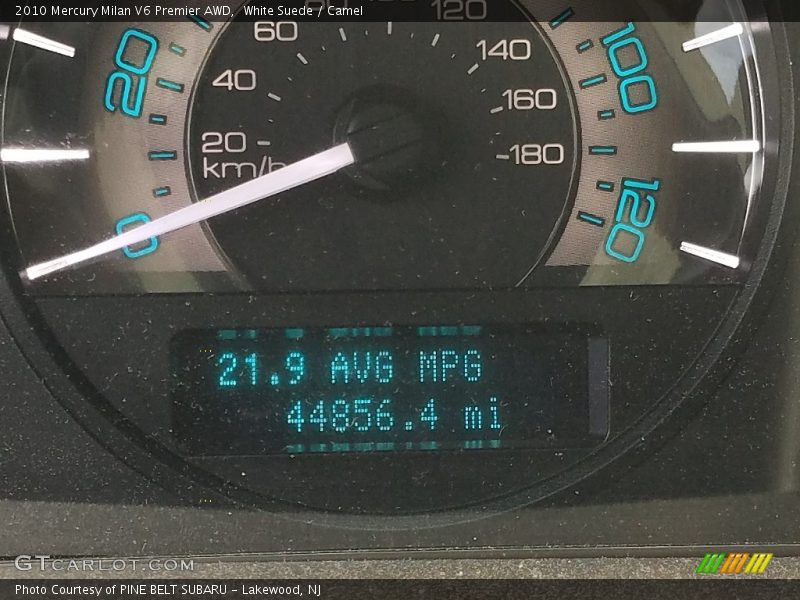 2010 Mercury Milan V6 Premier AWD, White Suede / Camel
120
60
140
100
20
40
100
20
180
km/h
0
120
21.9 AVG MPG
44856.4 mi
GTCARLOT.COM
Photo Courtesy of PINE BELT SUBARU – Lakewood, NJ